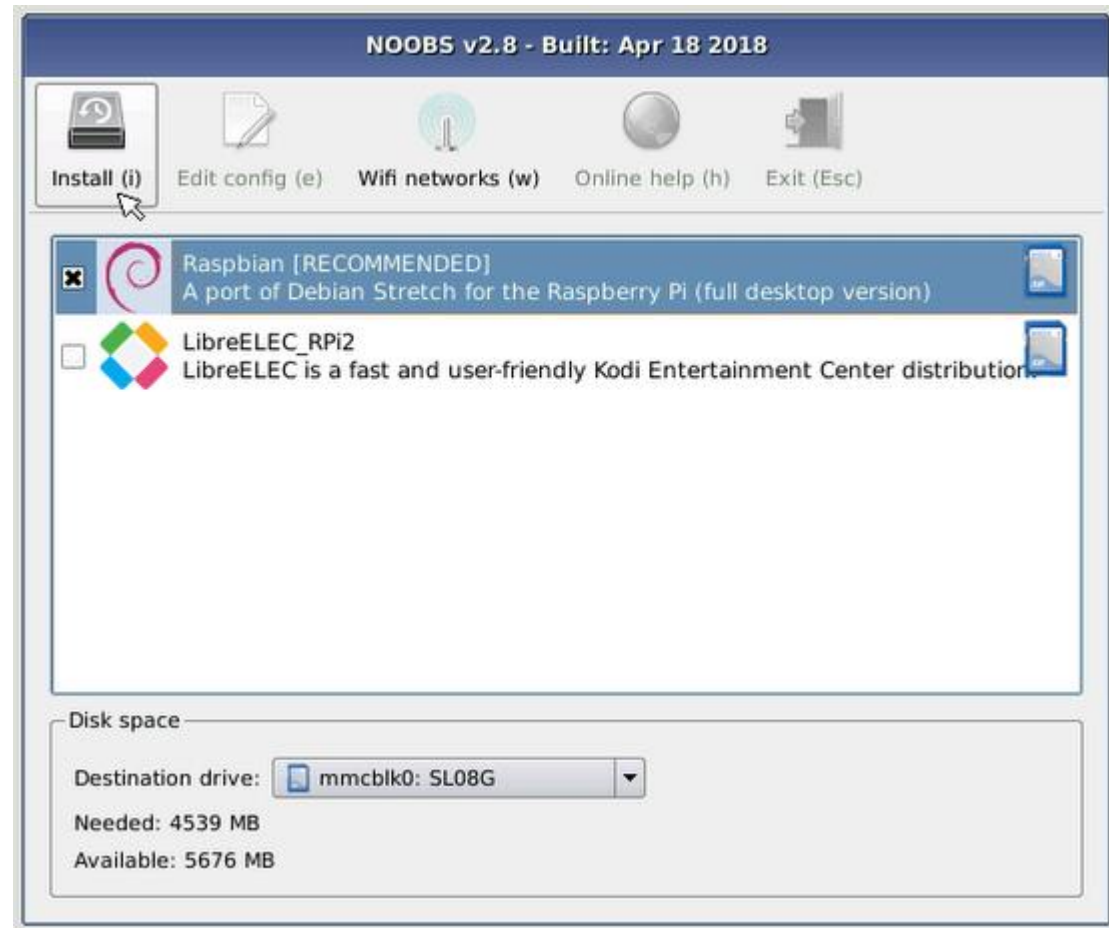 NOOBS v2.8 - Built: Apr 18 2018
Install (i)
Edit config (e)
Wifi networks (w)
Online help (h)
Exit (Esc)
Raspbian [RECOMMENDED]
A port of Debian Stretch for the Raspberry Pi (full desktop version)
LibreELEC_RPi2
LibreELEC is a fast and user-friendly Kodi Entertainment Center distribution.
Disk space
Destination drive: mmcblk0: SL08G
Needed: 4539 MB
Available: 5676 MB